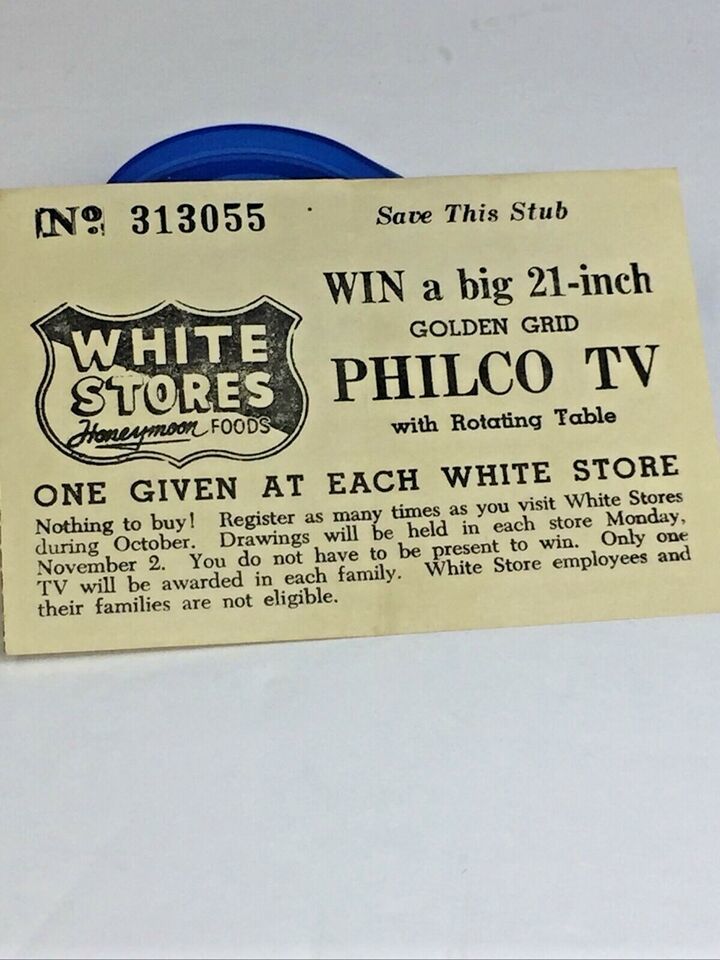 Nº 313055
Save This Stub
WHITE
STORES
Honeymoon FOODS
WIN a big 21-inch
GOLDEN GRID
PHILCO TV
with Rotating Table
ONE GIVEN AT EACH WHITE STORE
Nothing to buy! Register as many times as you visit White Stores
during October. Drawings will be held in each store Monday,
November 2. You do not have to be present to win. Only one
TV will be awarded in each family. White Store employees and
their families are not eligible.